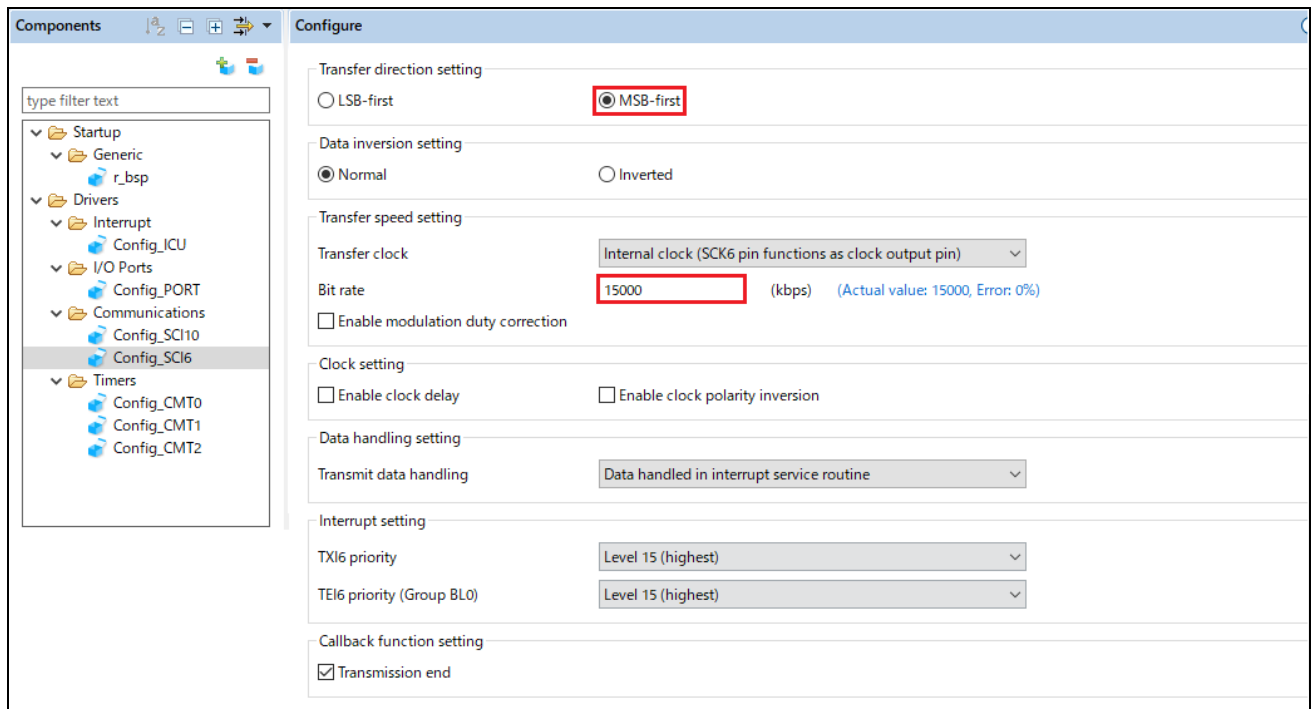 Components
Configure
type filter text
Startup
Generic
r_bsp
Drivers
Interrupt
Config_ICU
I/O Ports
Config_PORT
Communications
Config_SCI10
Config_SCI6
Timers
Config_CMT0
Config_CMT1
Config_CMT2
Transfer direction setting
LSB-first MSB-first
Data inversion setting
Normal Inverted
Transfer speed setting
Transfer clock Internal clock (SCK6 pin functions as clock output pin)
Bit rate 15000 (kbps) (Actual value: 15000, Error: 0%)
Enable modulation duty correction
Clock setting
Enable clock delay Enable clock polarity inversion
Data handling setting
Transmit data handling Data handled in interrupt service routine
Interrupt setting
TXI6 priority Level 15 (highest)
TEI6 priority (Group BL0) Level 15 (highest)
Callback function setting
Transmission end